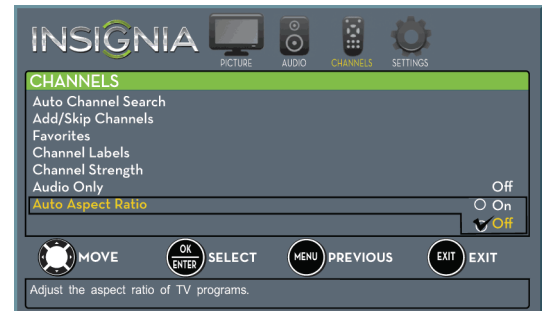 INSIGNIA
PICTURE AUDIO CHANNELS SETTINGS
CHANNELS
Auto Channel Search
Add/Skip Channels
Favorites
Channel Labels
Channel Strength
Audio Only Off
Auto Aspect Ratio On
Off
MOVE OK ENTER SELECT MENU PREVIOUS EXIT EXIT
Adjust the aspect ratio of TV programs.